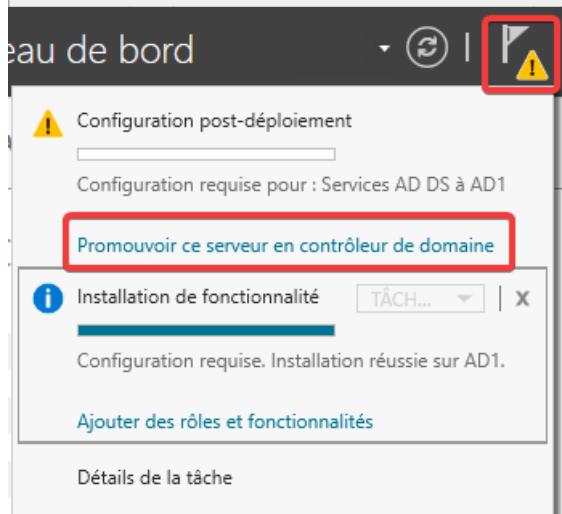 eau de bord
Configuration post-déploiement
Configuration requise pour : Services AD DS à AD1
Promouvoir ce serveur en contrôleur de domaine
Installation de fonctionnalité TÂCH... X
Configuration requise. Installation réussie sur AD1.
Ajouter des rôles et fonctionnalités
Détails de la tâche